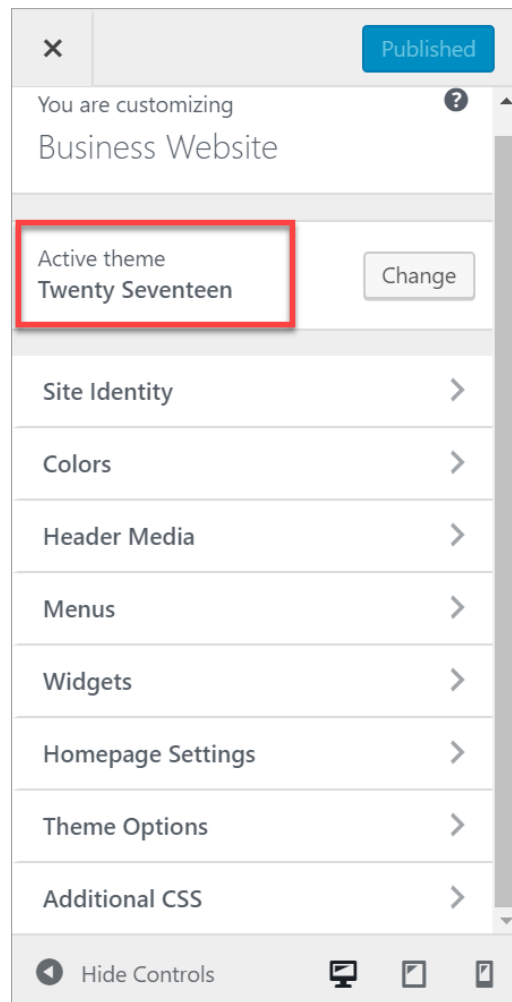 Published
You are customizing
Business Website
Active theme
Twenty Seventeen
Change
Site Identity
Colors
Header Media
Menus
Widgets
Homepage Settings
Theme Options
Additional CSS
Hide Controls